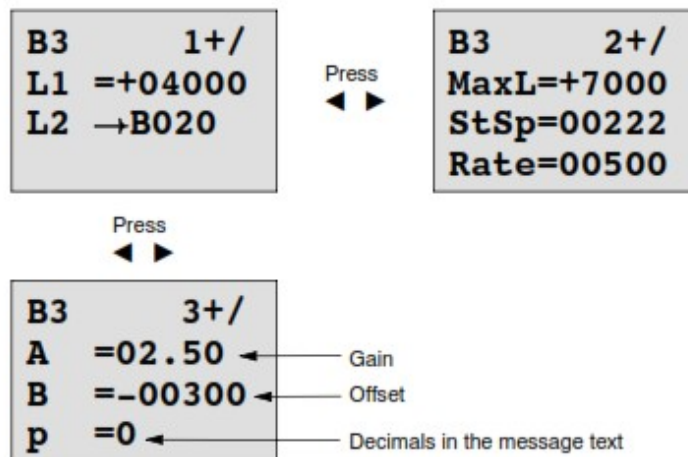 B3 1+/
L1 =+04000
L2 →B020
Press
◄ ►
B3 2+/
MaxL=+7000
StSp=00222
Rate=00500
Press
◄ ►
B3 3+/
A =02.50
B =-00300
p =0
Gain
Offset
Decimals in the message text